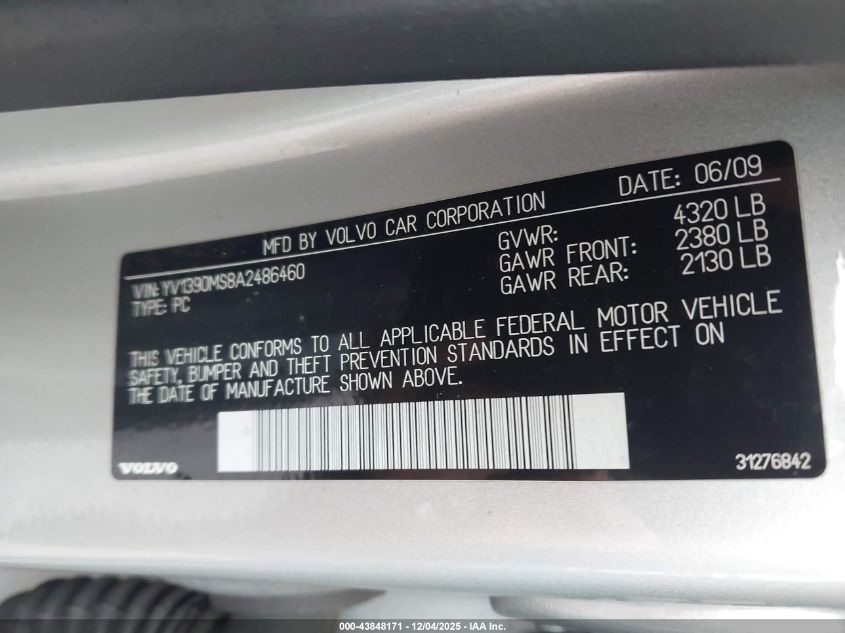 MFD BY VOLVO CAR CORPORATION DATE: 06/09
VIN: YV1390MS8A2486460
TYPE: PC
GVWR: 4320 LB
GAWR FRONT: 2380 LB
GAWR REAR: 2130 LB
THIS VEHICLE CONFORMS TO ALL APPLICABLE FEDERAL MOTOR VEHICLE
SAFETY, BUMPER AND THEFT PREVENTION STANDARDS IN EFFECT ON
THE DATE OF MANUFACTURE SHOWN ABOVE.
VOLVO 31276842
000-43848171 - 12/04/2025 - IAA Inc.